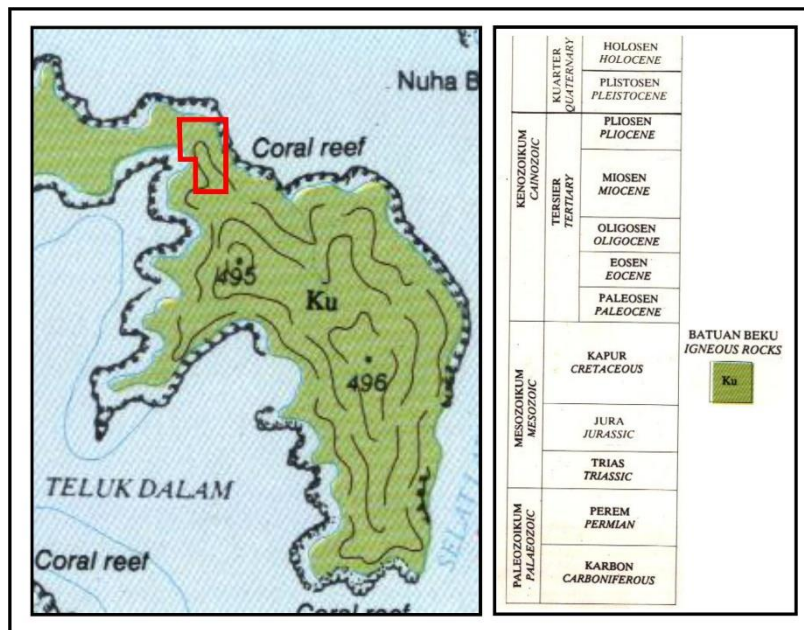 Nuha B
Coral reef
495
Ku
496
TELUK DALAM
SELAT LA
Coral reef
Coral reef
KENOZOIKUM
CAINOZOIC
KUARTER
QUATERNARY
HOLOSEN
HOLOCENE
PLISTOSEN
PLEISTOCENE
TERSIER
TERTIARY
PLIOSEN
PLIOCENE
MIOSEN
MIOCENE
OLIGOSEN
OLIGOCENE
EOSEN
EOCENE
PALEOSEN
PALEOCENE
MESOZOIKUM
MESOZOIC
KAPUR
CRETACEOUS
JURA
JURASSIC
TRIAS
TRIASSIC
PALEOZOIKUM
PALAEOZOIC
PEREM
PERMIAN
KARBON
CARBONIFEROUS
BATUAN BEKU
IGNEOUS ROCKS
Ku